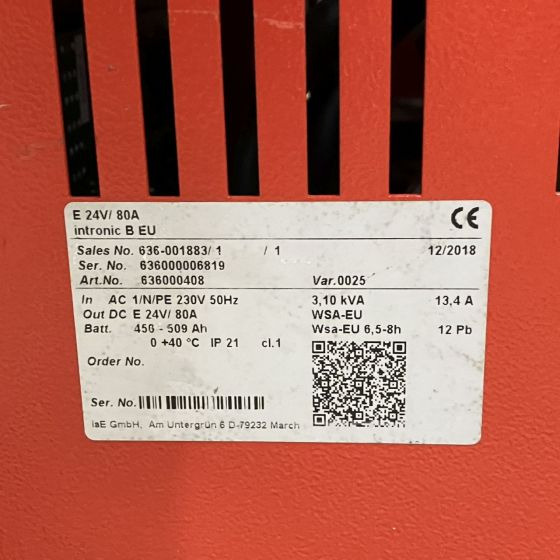 E 24V/ 80A
intronic B EU
CE
Sales No. 636-001883/ 1 / 1 12/2018
Ser. No. 636000006819
Art.No. 636000408 Var.0025
In AC 1/N/PE 230V 50Hz 3,10 kVA 13,4 A
Out DC E 24V/ 80A WSA-EU
Batt. 450 - 509 Ah Wsa-EU 6,5-8h 12 Pb
0 +40 °C IP 21 cl.1
Order No.
Ser. No.
IaE GmbH, Am Untergrün 6 D-79232 March